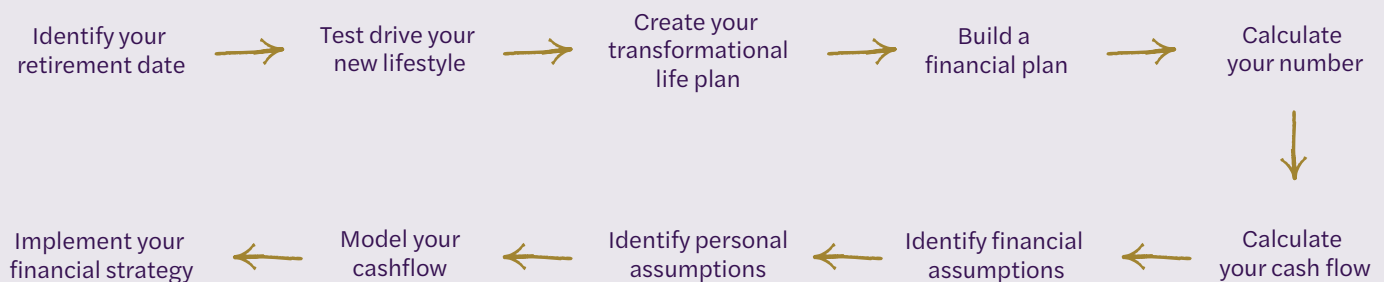 Identify your
retirement date
Test drive your
new lifestyle
Create your
transformational
life plan
Build a
financial plan
Calculate
your number
Calculate
your cash flow
Identify financial
assumptions
Identify personal
assumptions
Model your
cashflow
Implement your
financial strategy